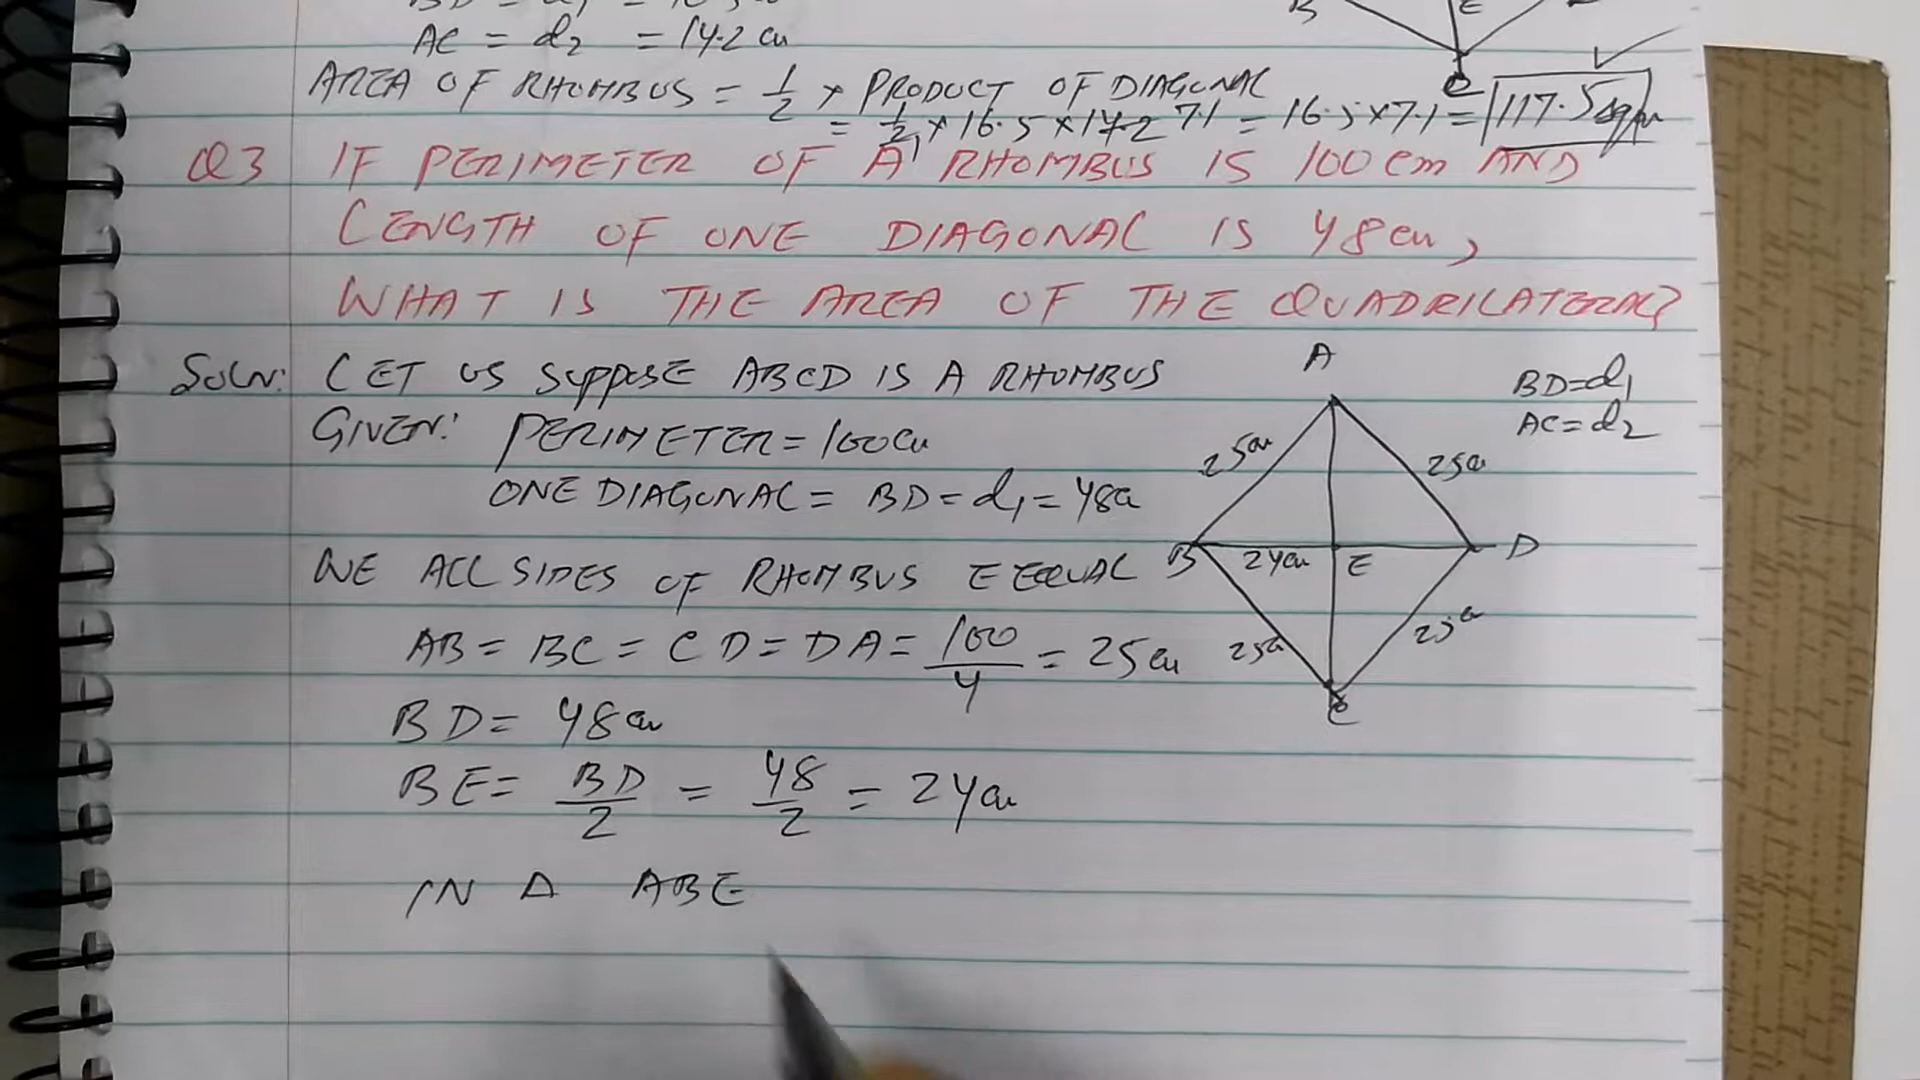 AC = d2 = 14.2 cm
AREA OF RHOMBUS = 1/2 × PRODUCT OF DIAGONAL
= 1/2 × 16.5 × 14.2 7.1 = 16.5 × 7.1 = 117.5 sq cm
Q3 IF PERIMETER OF A RHOMBUS IS 100 cm AND
LENGTH OF ONE DIAGONAL IS 48 cm,
WHAT IS THE AREA OF THE QUADRILATERAL?
SOLN: LET US SUPPOSE ABCD IS A RHOMBUS
GIVEN: PERIMETER = 100 cm
ONE DIAGONAL = BD = d1 = 48 cm
WE ALL SIDES OF RHOMBUS E EQUAL
AB = BC = CD = DA = 100/4 = 25 cm
BD = 48 cm
BE = BD/2 = 48/2 = 24 cm
IN Δ ABE
B E
A
BD = d1
AC = d2
25 cm 25 cm
B 24 cm E D
25 cm 25 cm
C